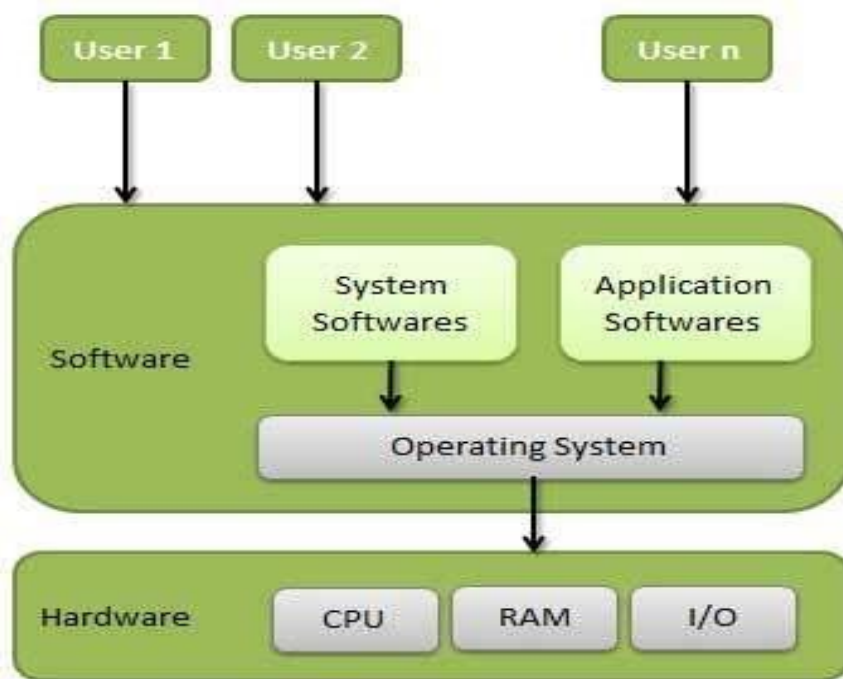 User 1
User 2
User n
System
Softwares
Application
Softwares
Software
Operating System
Hardware
CPU
RAM
I/O